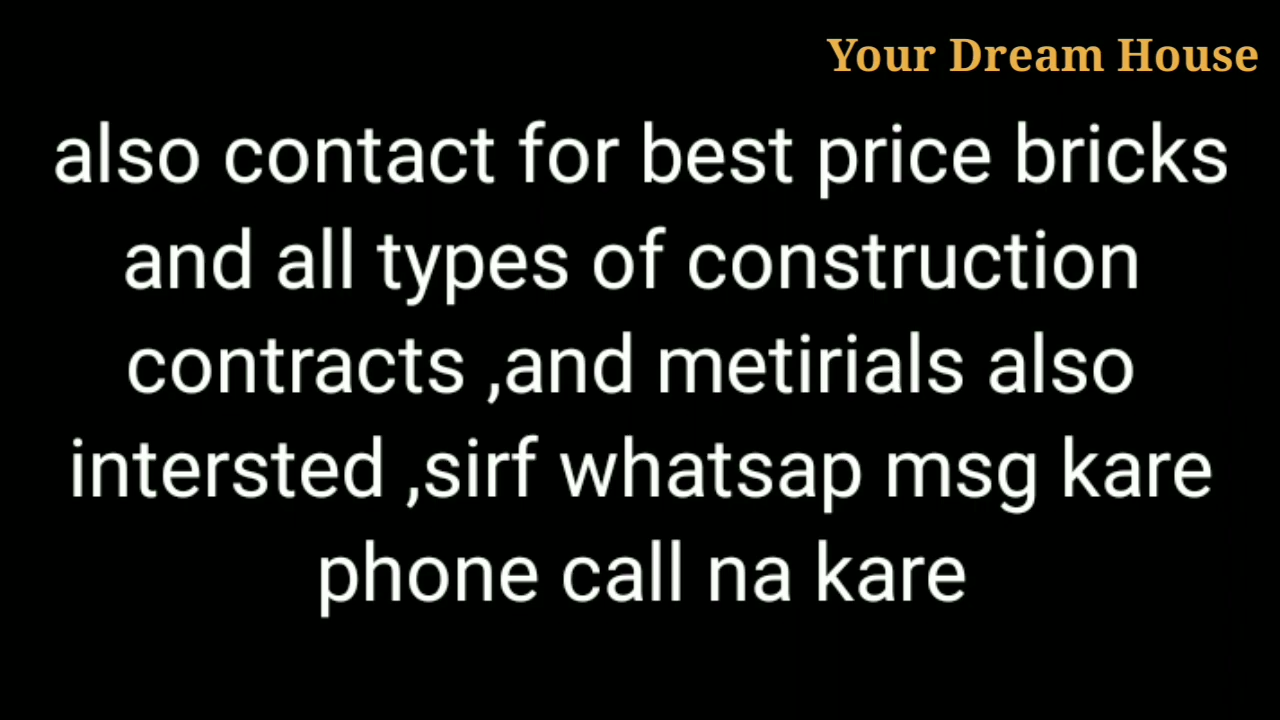 Your Dream House
also contact for best price bricks
and all types of construction
contracts ,and metirials also
intersted ,sirf whatsap msg kare
phone call na kare